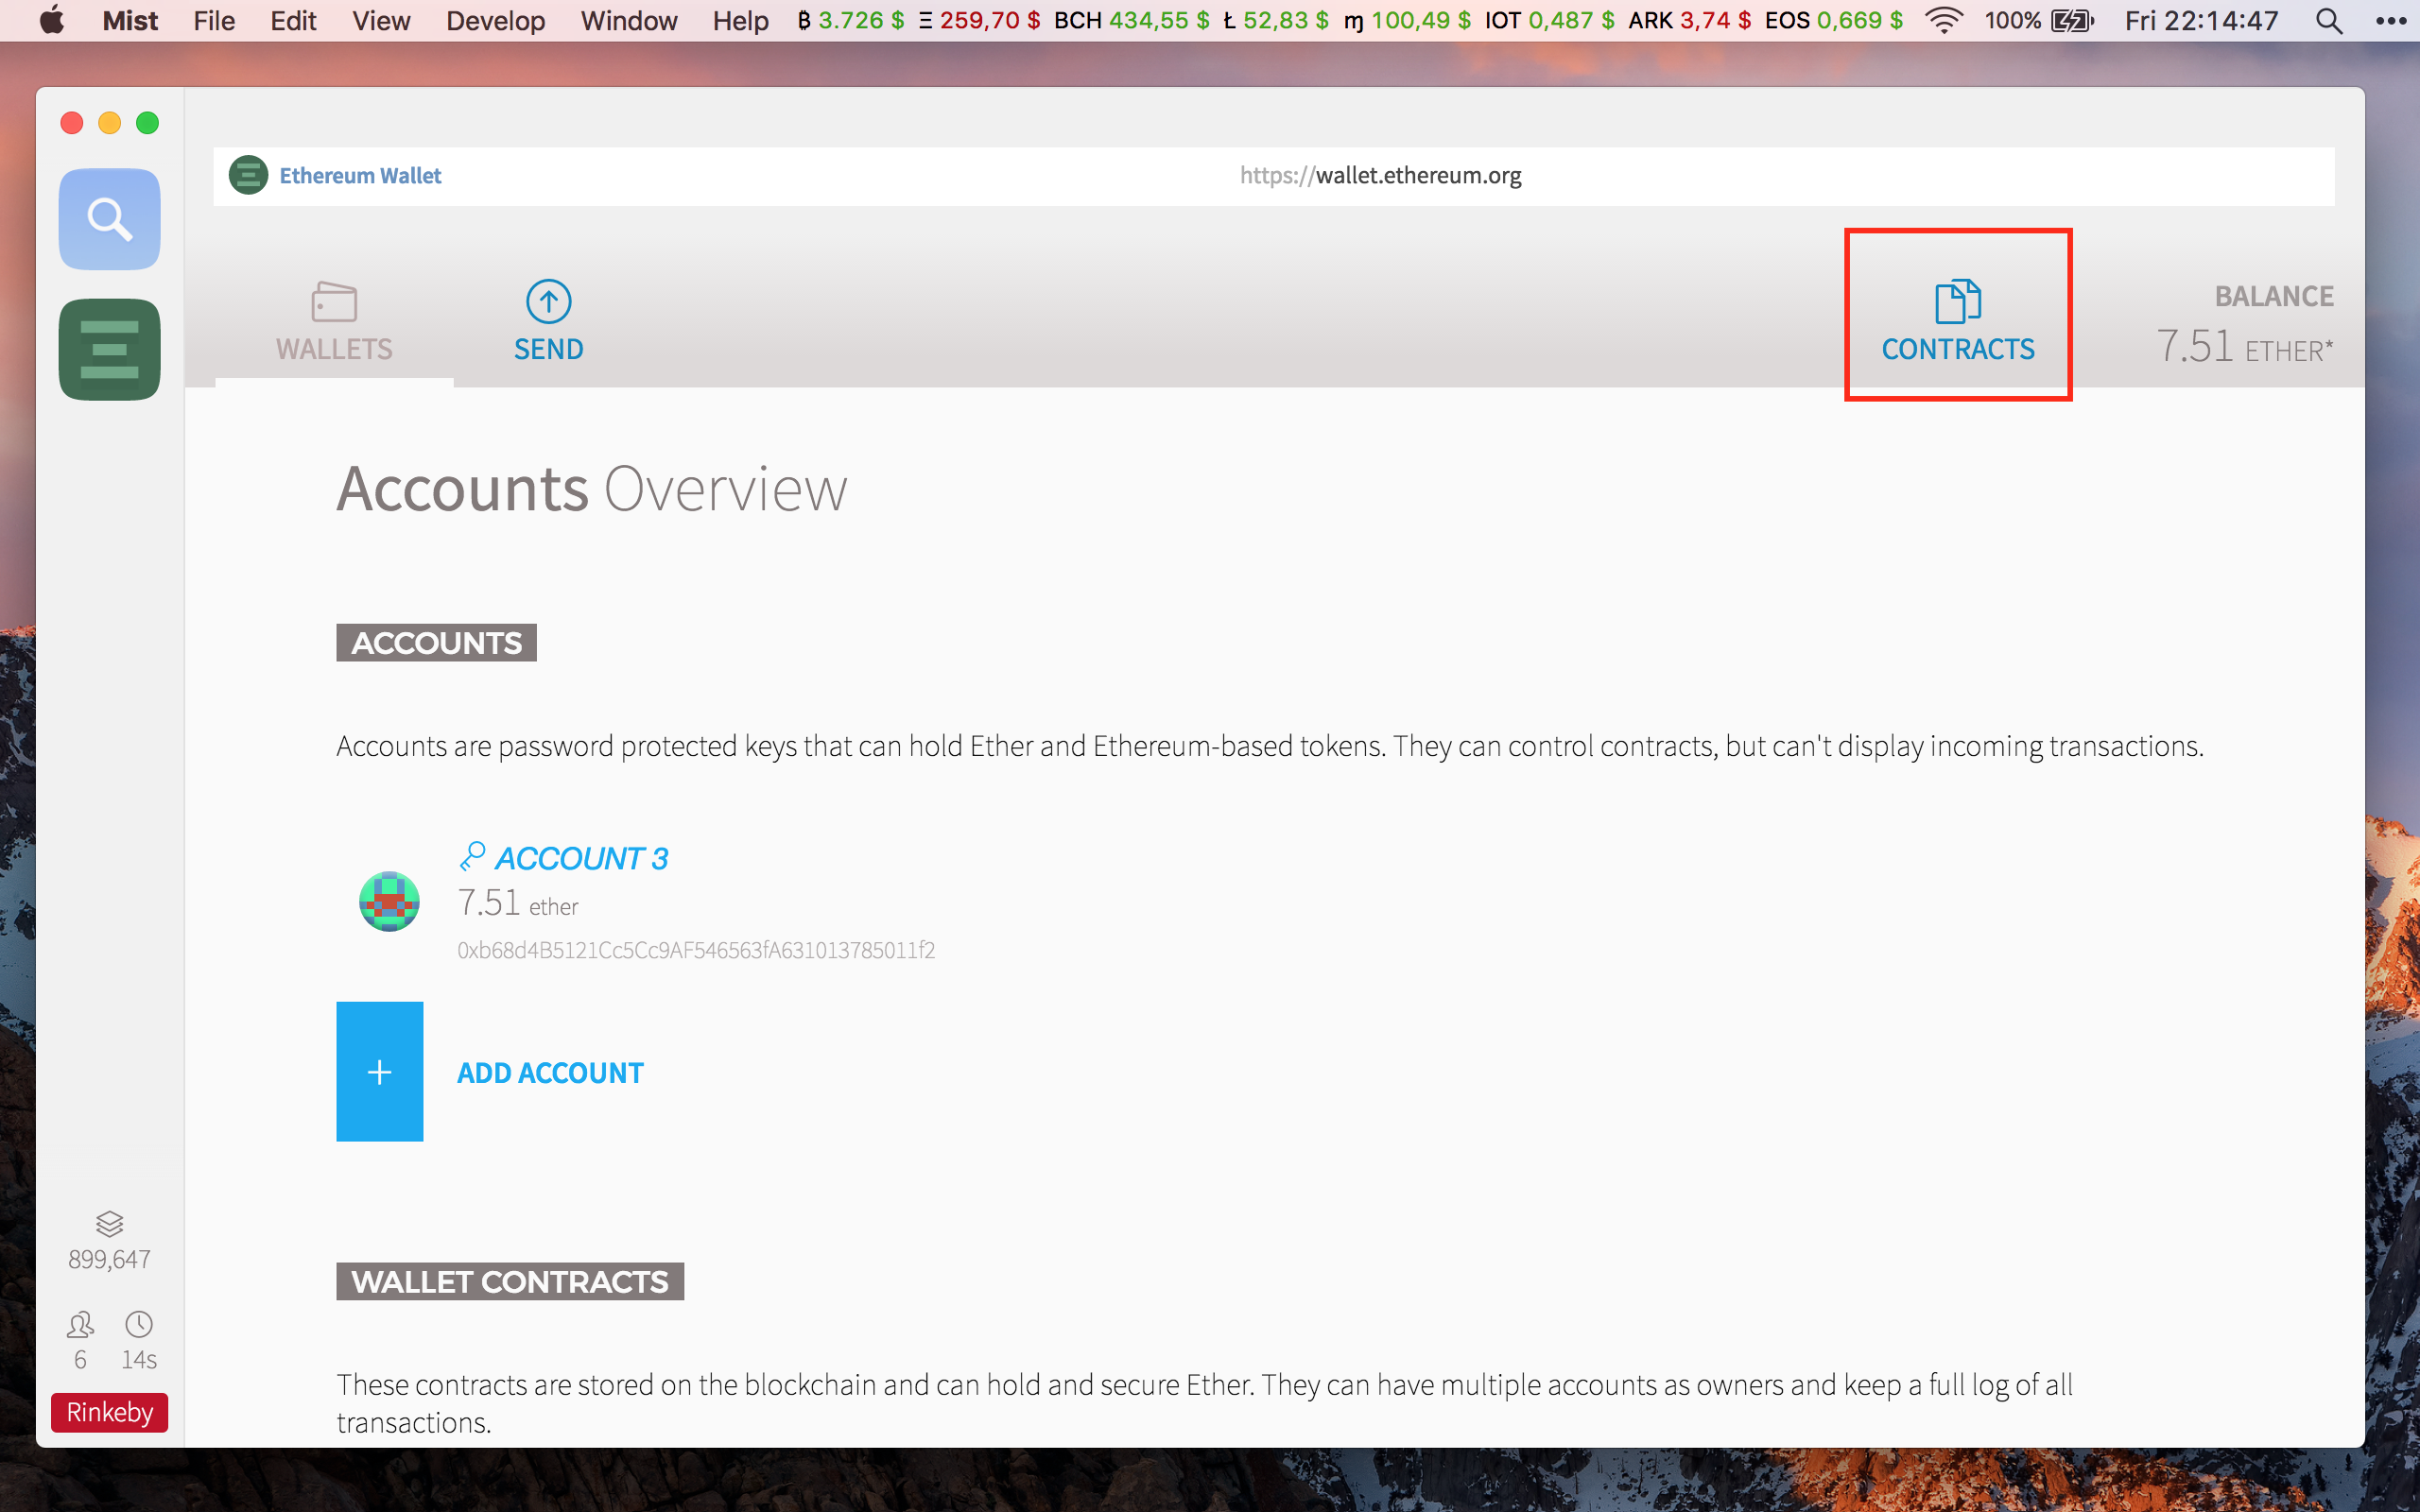 Mist File Edit View Develop Window Help ₿ 3.726 $ Ξ 259,70 $ BCH 434,55 $ Ł 52,83 $ ɱ 100,49 $ IOT 0,487 $ ARK 3,74 $ EOS 0,669 $ 100% Fri 22:14:47
Ethereum Wallet https://wallet.ethereum.org
WALLETS SEND CONTRACTS BALANCE
7.51 ETHER*
Accounts Overview
ACCOUNTS
Accounts are password protected keys that can hold Ether and Ethereum-based tokens. They can control contracts, but can't display incoming transactions.
ACCOUNT 3
7.51 ether
0xb68d4B5121Cc5Cc9AF546563fA631013785011f2
+ ADD ACCOUNT
WALLET CONTRACTS
These contracts are stored on the blockchain and can hold and secure Ether. They can have multiple accounts as owners and keep a full log of all
transactions.
899,647
6 14s
Rinkeby